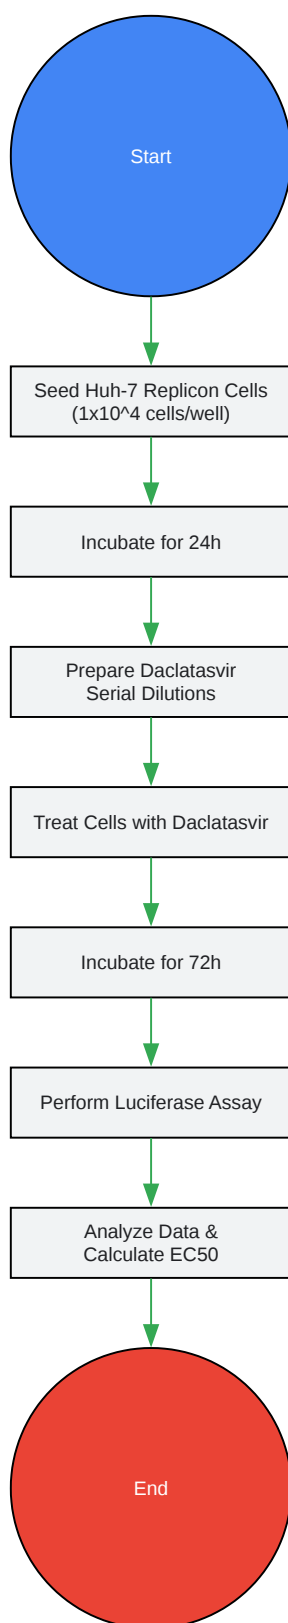 Start
Seed Huh-7 Replicon Cells
(1x10^4 cells/well)
Incubate for 24h
Prepare Daclatasvir
Serial Dilutions
Treat Cells with Daclatasvir
Incubate for 72h
Perform Luciferase Assay
Analyze Data &
Calculate EC50
End